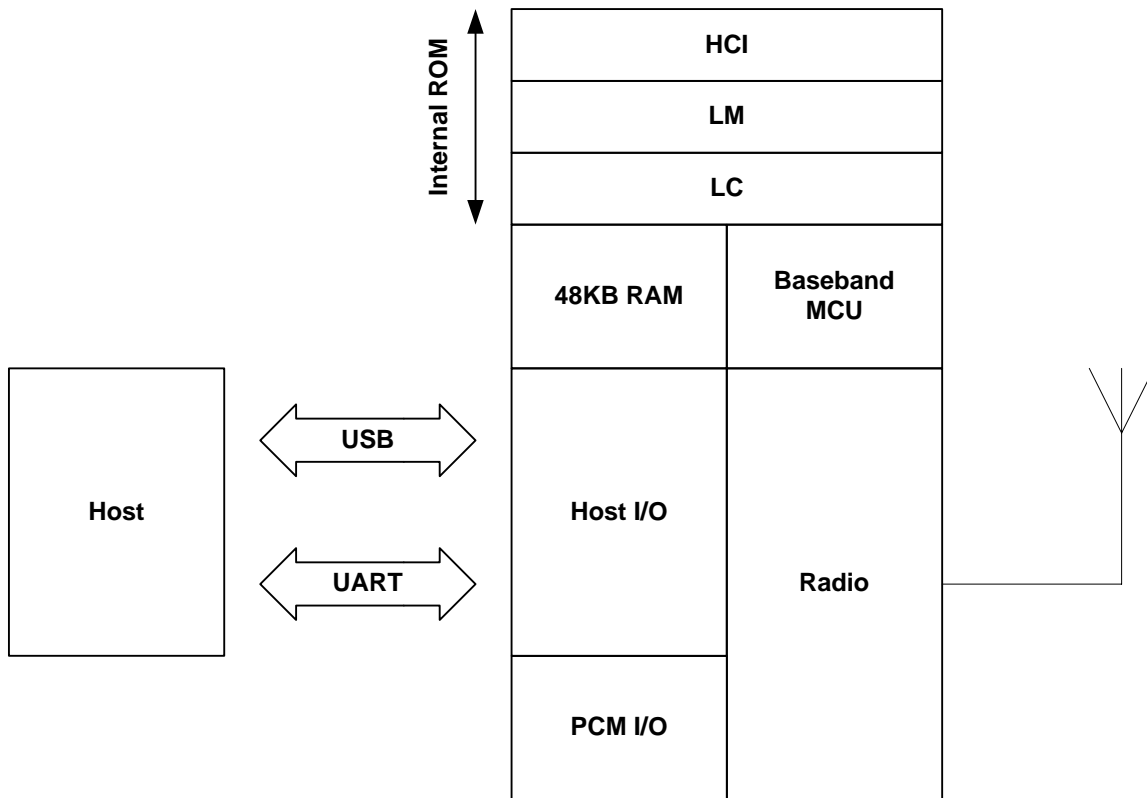 HCI
Internal ROM
LM
LC
48KB RAM
Baseband
MCU
USB
Host
Host I/O
UART
Radio
PCM I/O